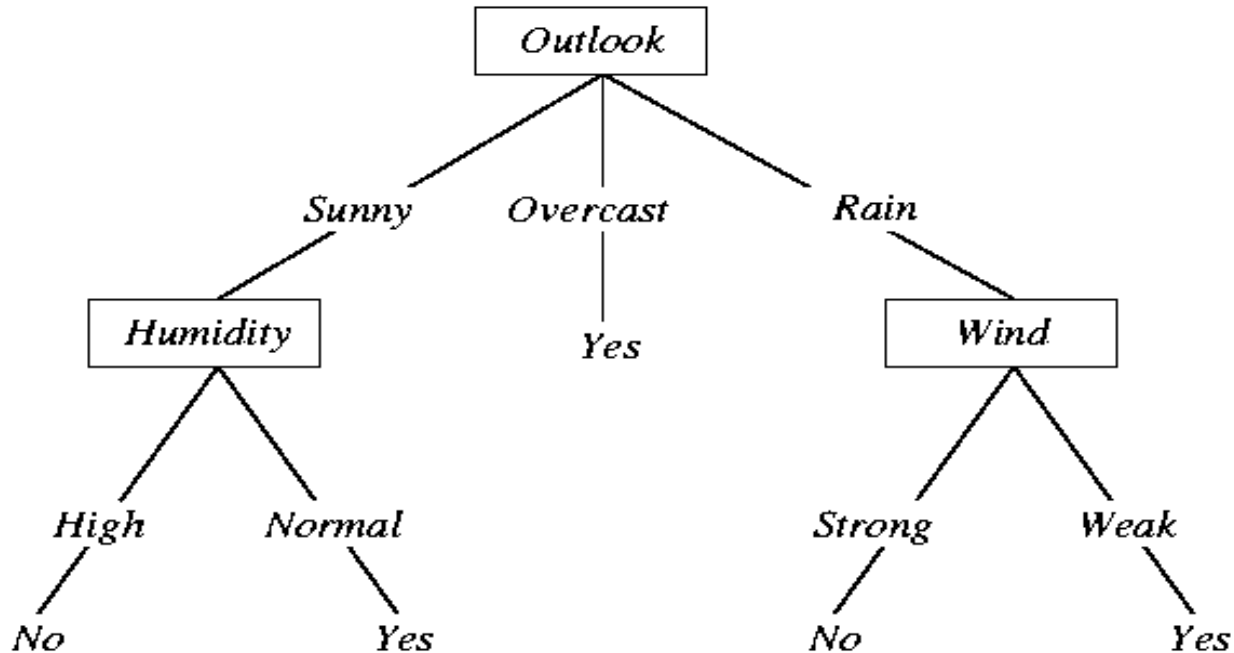 Outlook
Sunny Overcast Rain
Humidity Yes Wind
High Normal Strong Weak
No Yes No Yes